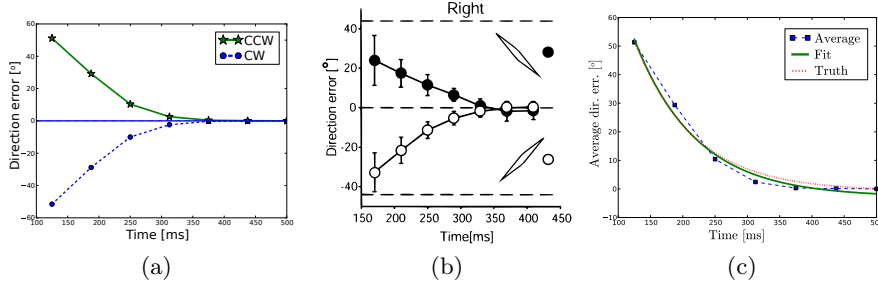 Direction error [°]
60
40
20
0
−20
−40
−60
CCW
CW
100 150 200 250 300 350 400 450 500
Time [ms]
(a)
Right
Direction error [°]
40
20
0
-20
-40
150 200 250 300 350 400 450
Time[ms]
(b)
Average dir. err. [°]
60
50
40
30
20
10
0
−10
Average
Fit
Truth
100 150 200 250 300 350 400 450 500
Time [ms]
(c)